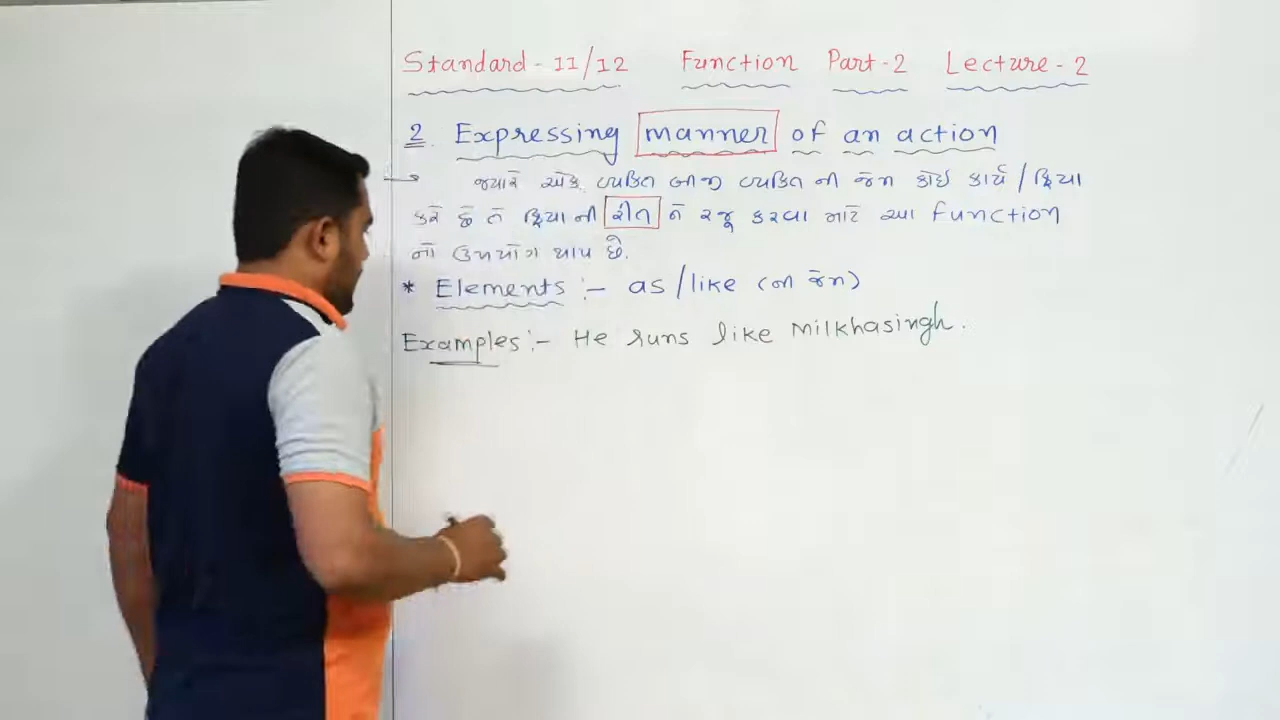 Standard - 11/12 Function Part-2 Lecture-2
2. Expressing manner of an action
→ જ્યારે એક વ્યકિત બીજી વ્યકિત ની જેમ કોઈ કાર્ય/ક્રિયા
કરે છે તે ક્રિયા ની રીત ને રજૂ કરવા માટે આ Function
નો ઉપયોગ થાય છે.
* Elements :- as/like (ની જેમ)
Examples:- He runs like Milkhasingh.